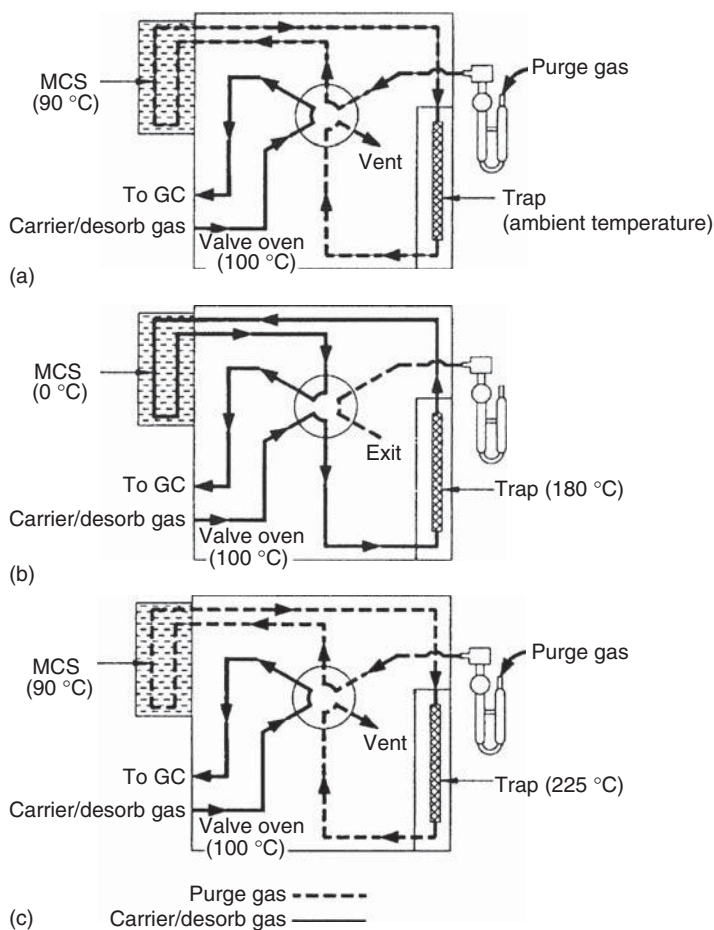 MCS
(90 °C)
Purge gas
Vent
To GC
Trap
(ambient temperature)
Carrier/desorb gas
Valve oven
(100 °C)
(a)
MCS
(0 °C)
Exit
To GC
Trap (180 °C)
Carrier/desorb gas
Valve oven
(100 °C)
(b)
MCS
(90 °C)
Purge gas
Vent
To GC
Trap (225 °C)
Carrier/desorb gas
Valve oven
(100 °C)
Purge gas
Carrier/desorb gas
(c)